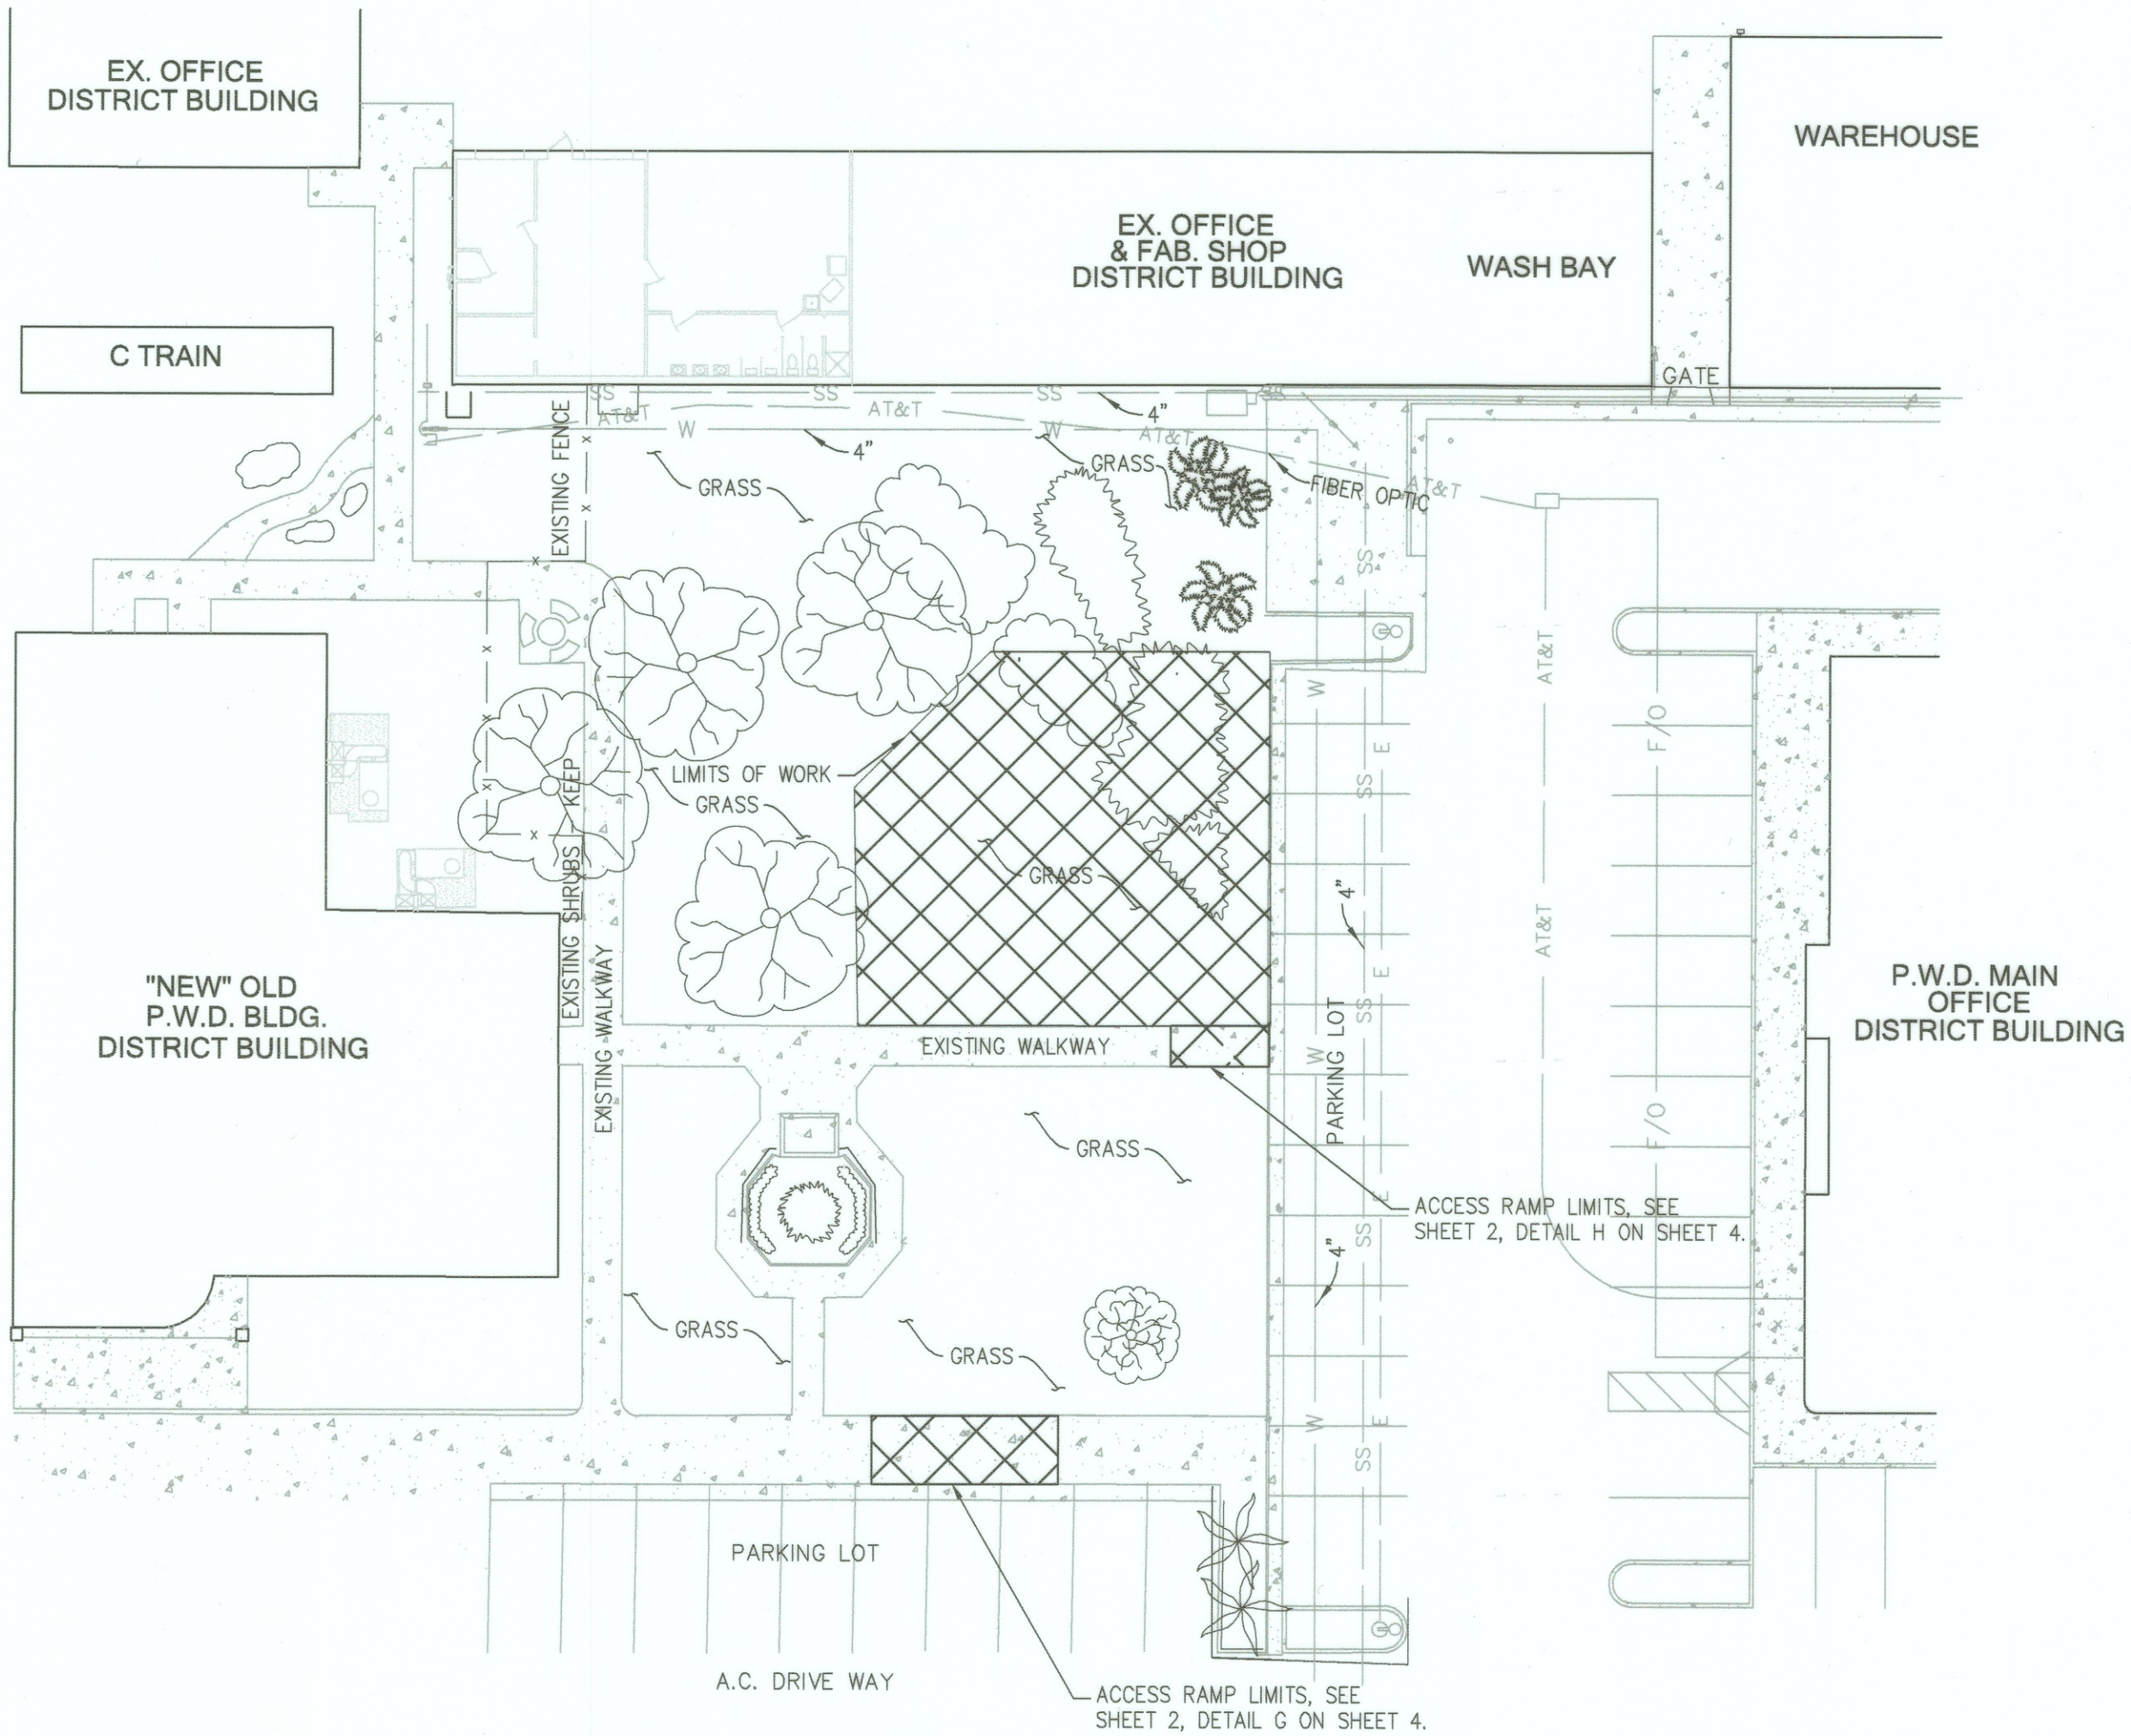 EX. OFFICE
DISTRICT BUILDING
WAREHOUSE
EX. OFFICE
& FAB. SHOP
DISTRICT BUILDING
WASH BAY
C TRAIN
GATE
SS
SS
SS
AT&T
AT&T
4"
W
W
AT&T
4"
EXISTING FENCE
GRASS
GRASS
FIBER OPTIC
AT&T
SS
AT&T
W
F/O
E
LIMITS OF WORK
GRASS
SS
EXISTING SHRUBS KEEP
GRASS
4"
AT&T
"NEW" OLD
P.W.D. BLDG.
DISTRICT BUILDING
E
SS
P.W.D. MAIN
OFFICE
DISTRICT BUILDING
EXISTING WALKWAY
EXISTING WALKWAY
W
PARKING LOT
F/O
GRASS
E
ACCESS RAMP LIMITS, SEE
SHEET 2, DETAIL H ON SHEET 4.
SS
4"
GRASS
GRASS
W
E
SS
PARKING LOT
A.C. DRIVE WAY
ACCESS RAMP LIMITS, SEE
SHEET 2, DETAIL G ON SHEET 4.